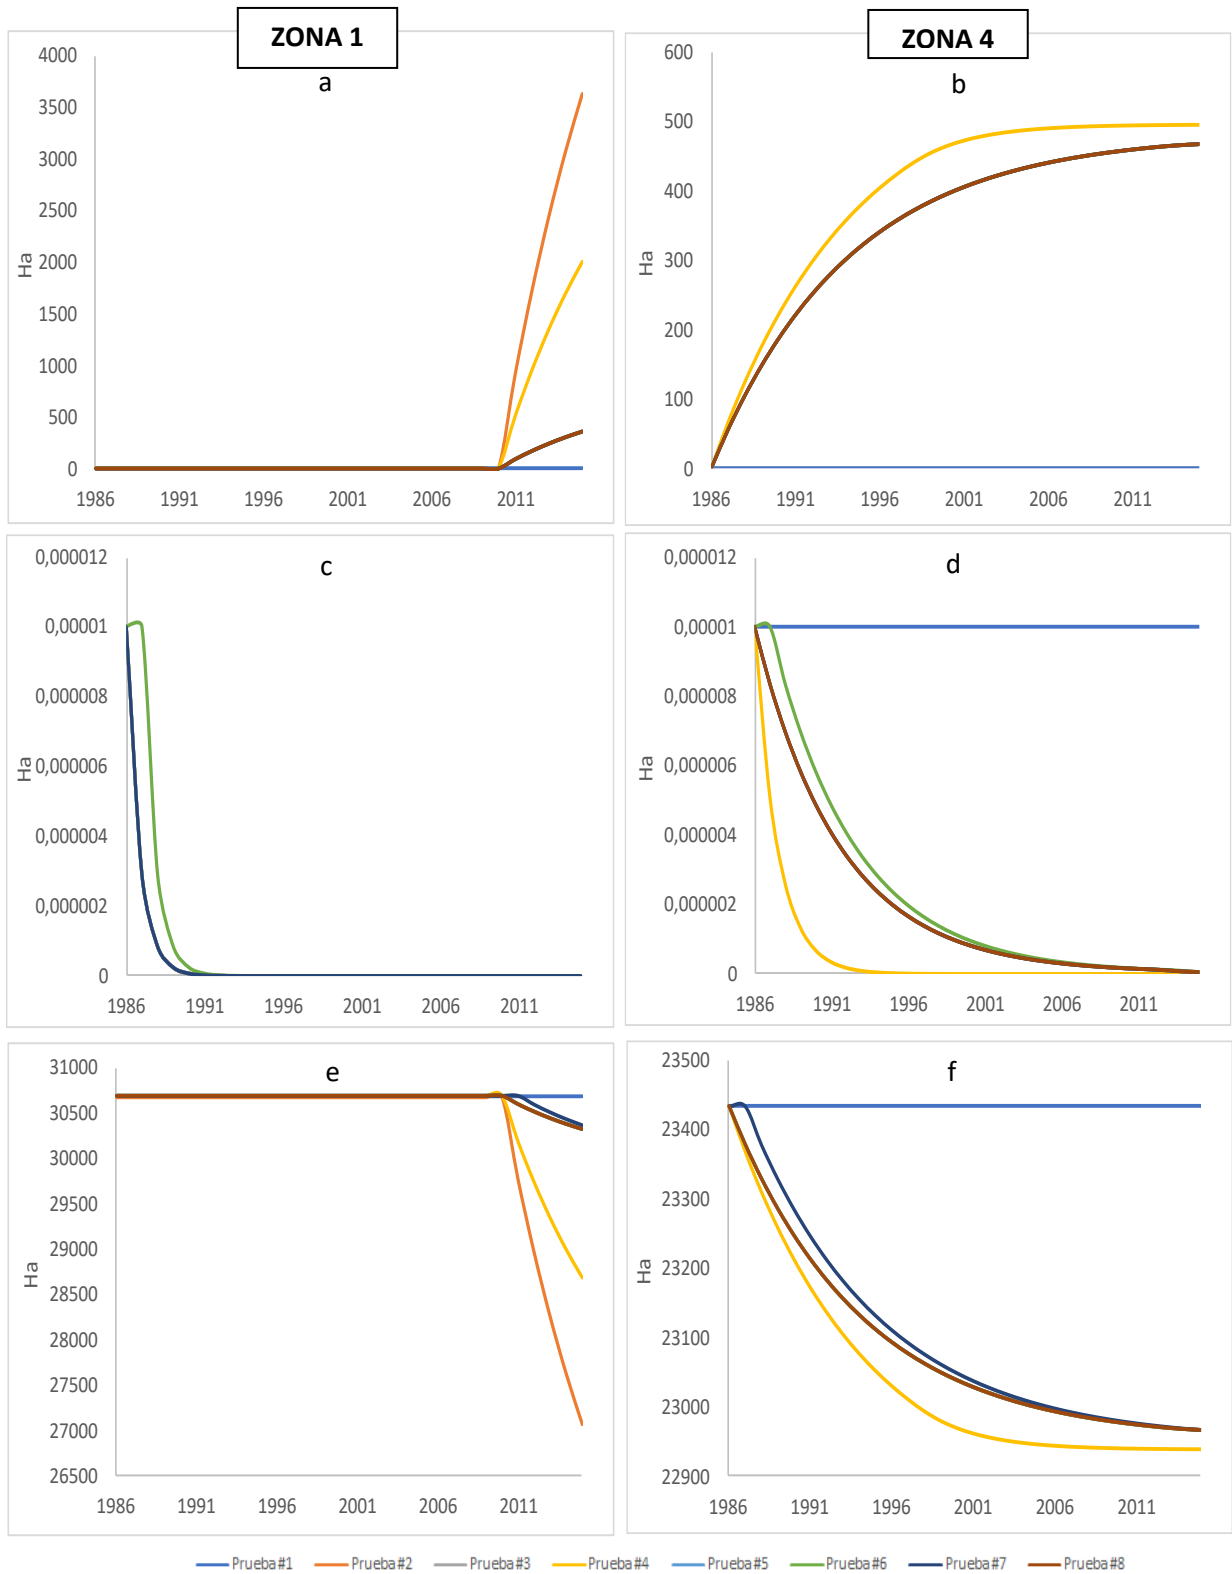 ZONA 1
ZONA 4
a
4000
3500
3000
2500
2000
1500
1000
500
0
Ha
1986 1991 1996 2001 2006 2011
b
600
500
400
300
200
100
0
Ha
1986 1991 1996 2001 2006 2011
c
0,000012
0,00001
0,000008
0,000006
0,000004
0,000002
0
Ha
1986 1991 1996 2001 2006 2011
d
0,000012
0,00001
0,000008
0,000006
0,000004
0,000002
0
Ha
1986 1991 1996 2001 2006 2011
e
31000
30500
30000
29500
29000
28500
28000
27500
27000
26500
Ha
1986 1991 1996 2001 2006 2011
f
23500
23400
23300
23200
23100
23000
22900
Ha
1986 1991 1996 2001 2006 2011
Prueba#1 Prueba#2 Prueba#3 Prueba#4 Prueba#5 Prueba#6 Prueba#7 Prueba#8